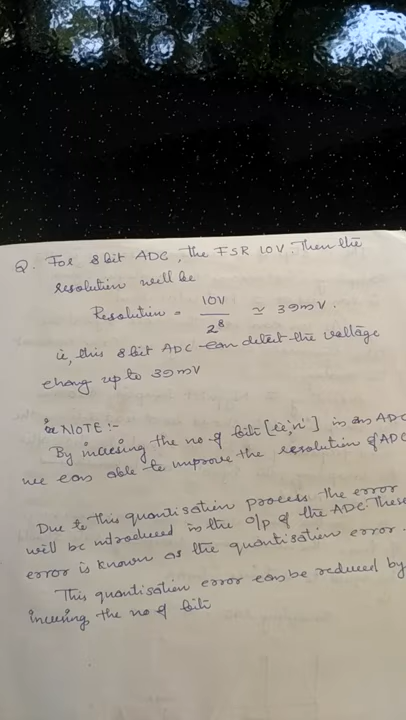 Q. For 8 bit ADC, the FSR 10V. Then the
resolution will be
Resolution = 10V / 2^8 ≃ 39mV.
ie, this 8 bit ADC can detect the voltage
chang up to 39mV
NOTE :-
By incresing the no of bits [ie, 'n'] in an ADC
we can able to improve the resolution of ADC
Due to this quantisation process the error
will be ntroduced in the o/p of the ADC. These
error is known as the quantisation error.
This quantisation error can be reduced by
incresing the no of bits